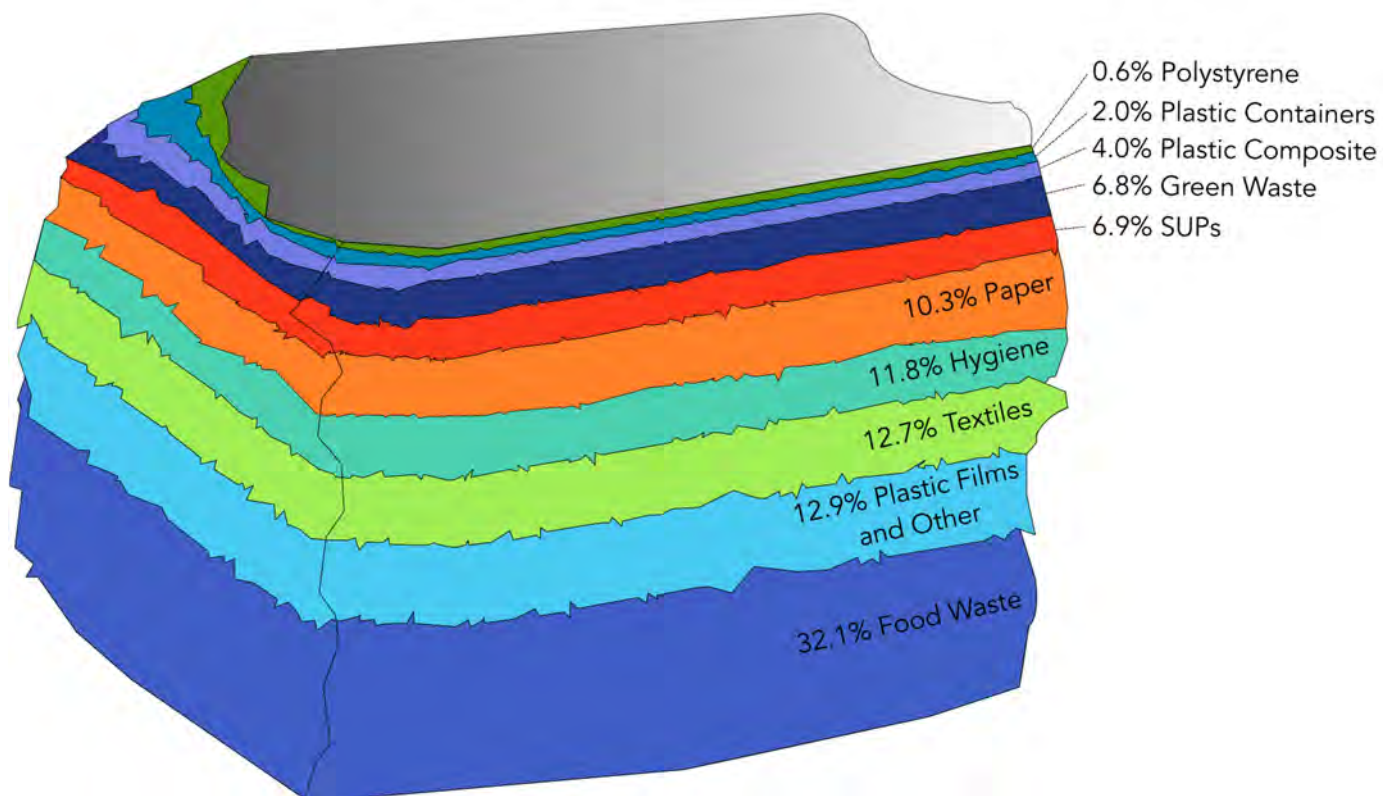 0.6% Polystyrene
2.0% Plastic Containers
4.0% Plastic Composite
6.8% Green Waste
6.9% SUPs
10.3% Paper
11.8% Hygiene
12.7% Textiles
12.9% Plastic Films
and Other
32.1% Food Waste